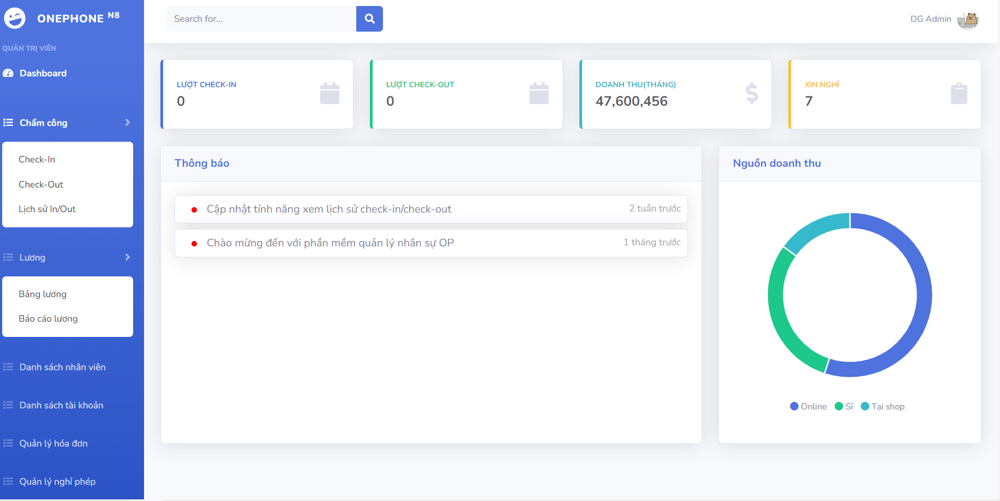 ONEPHONE N8
QUẢN TRỊ VIÊN
Dashboard
Chấm công
Check-In
Check-Out
Lịch sử In/Out
Lương
Bảng lương
Báo cáo lương
Danh sách nhân viên
Danh sách tài khoản
Quản lý hóa đơn
Quản lý nghỉ phép
Search for...
DG Admin
LƯỢT CHECK-IN
0
LƯỢT CHECK-OUT
0
DOANH THU(THÁNG)
47,600,456
XIN NGHỈ
7
Thông báo
Cập nhật tính năng xem lịch sử check-in/check-out 2 tuần trước
Chào mừng đến với phần mềm quản lý nhân sự OP 1 tháng trước
Nguồn doanh thu
Online Sỉ Tại shop